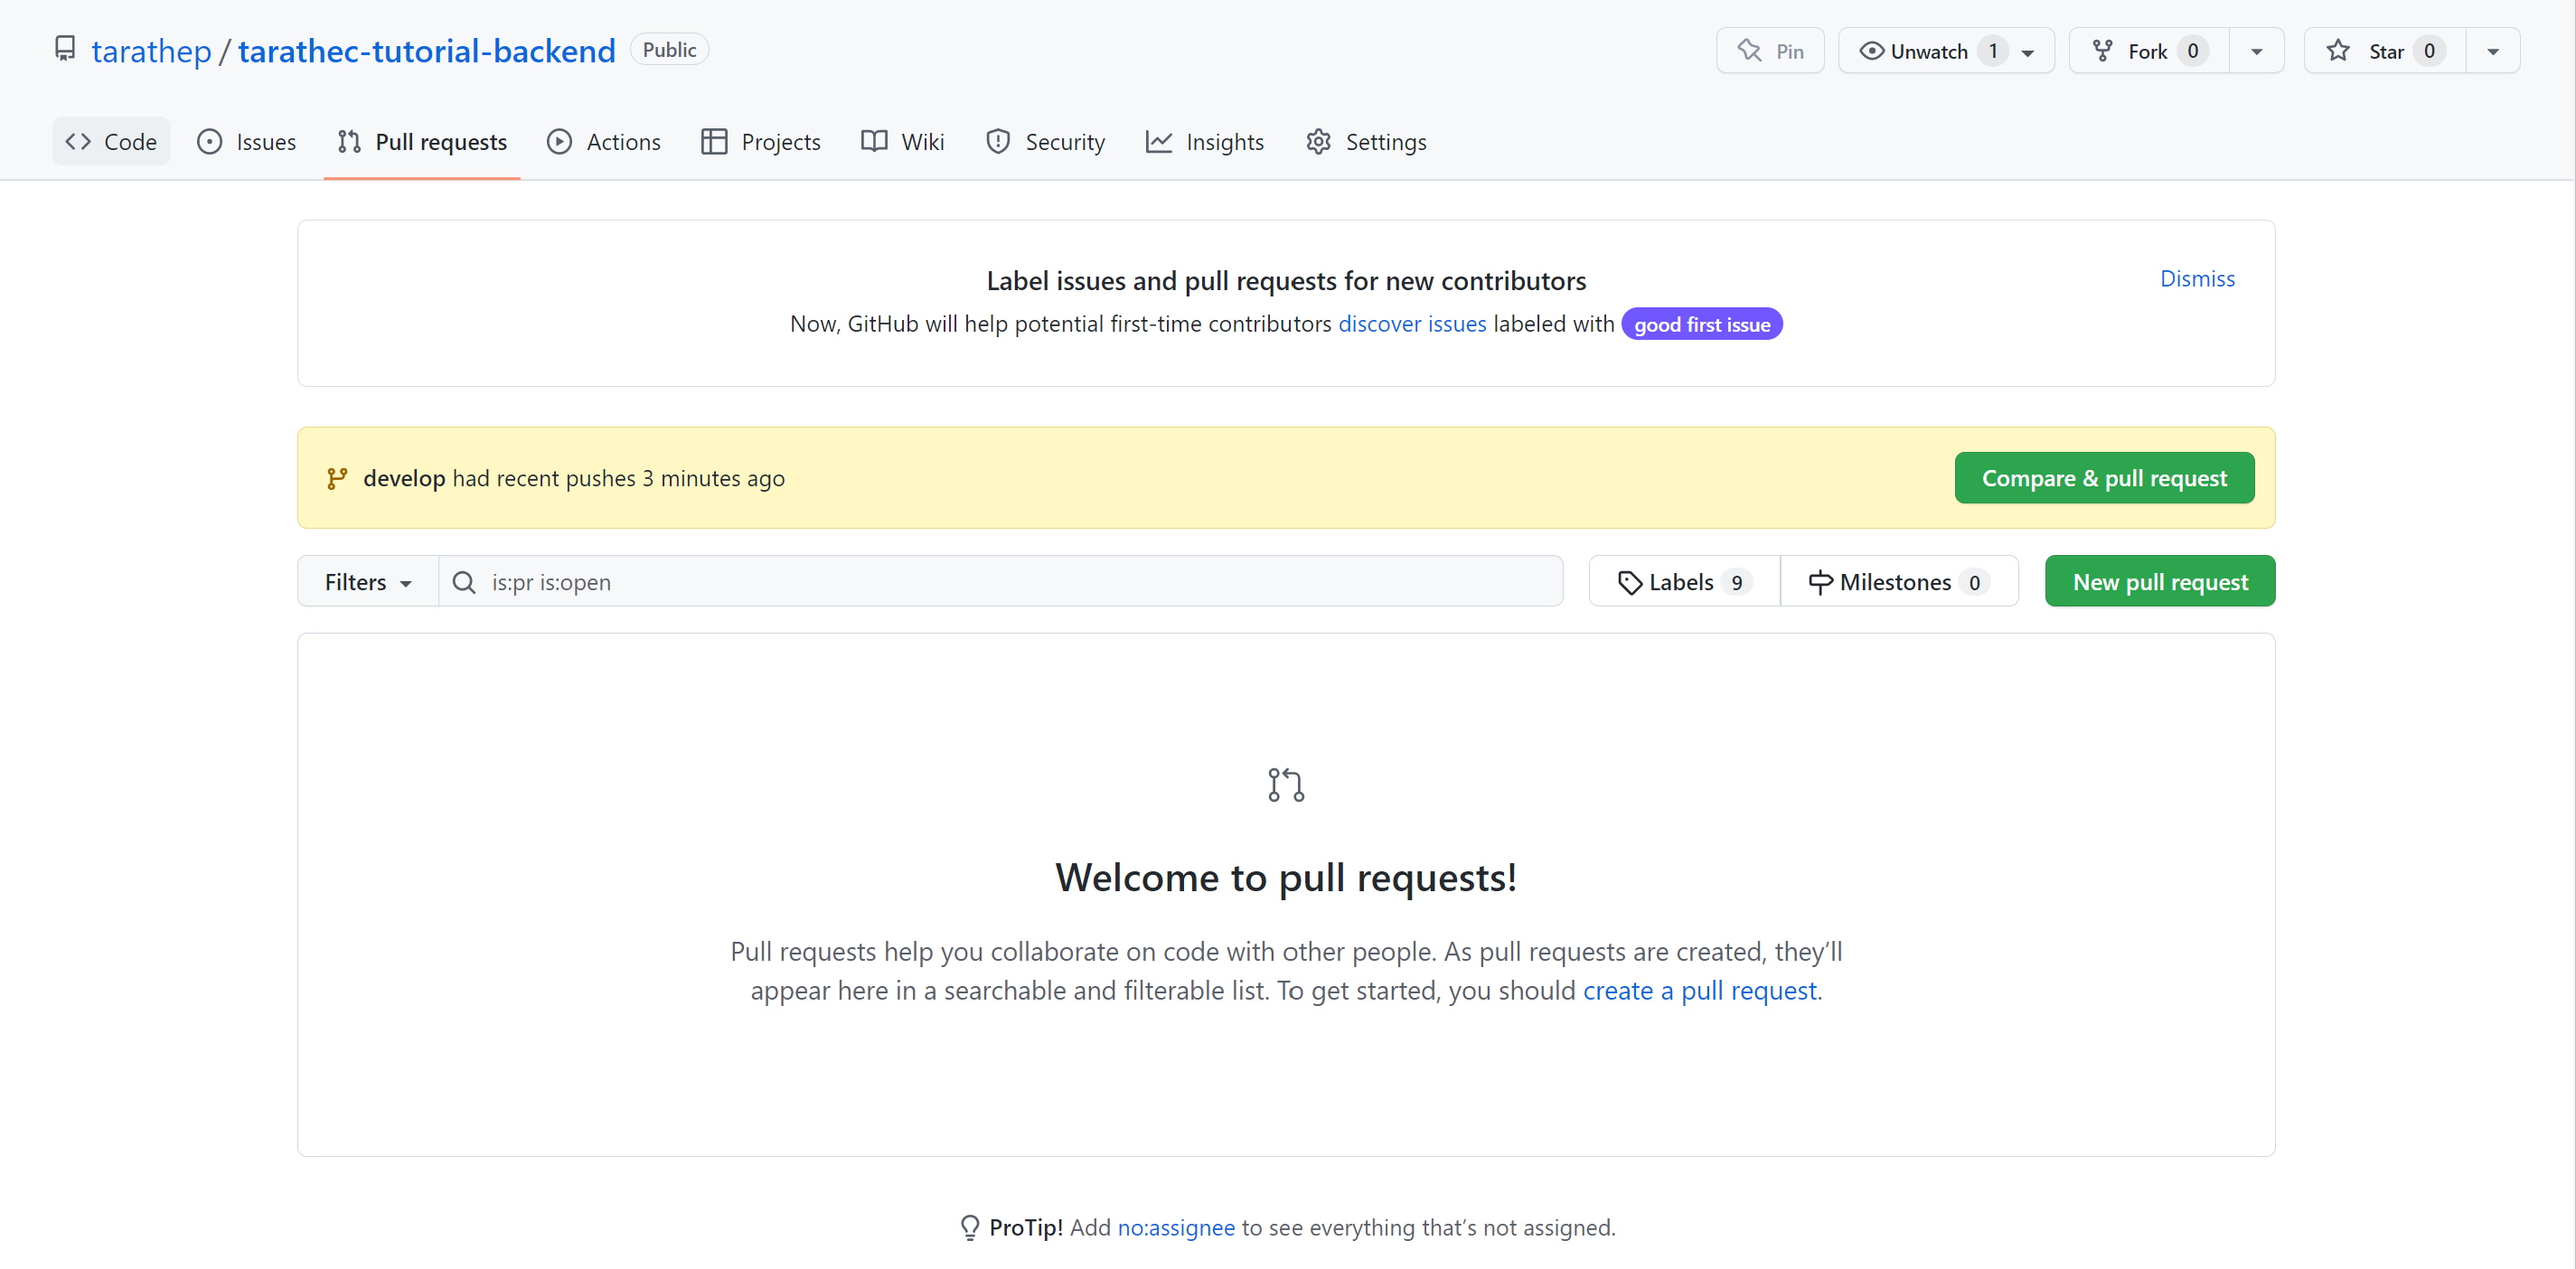 tarathep / tarathec-tutorial-backend Public
Pin Unwatch 1 Fork 0 Star 0
Code Issues Pull requests Actions Projects Wiki Security Insights Settings
Label issues and pull requests for new contributors
Dismiss
Now, GitHub will help potential first-time contributors discover issues labeled with good first issue
develop had recent pushes 3 minutes ago
Compare & pull request
Filters is:pr is:open Labels 9 Milestones 0 New pull request
Welcome to pull requests!
Pull requests help you collaborate on code with other people. As pull requests are created, they’ll
appear here in a searchable and filterable list. To get started, you should create a pull request.
ProTip! Add no:assignee to see everything that’s not assigned.